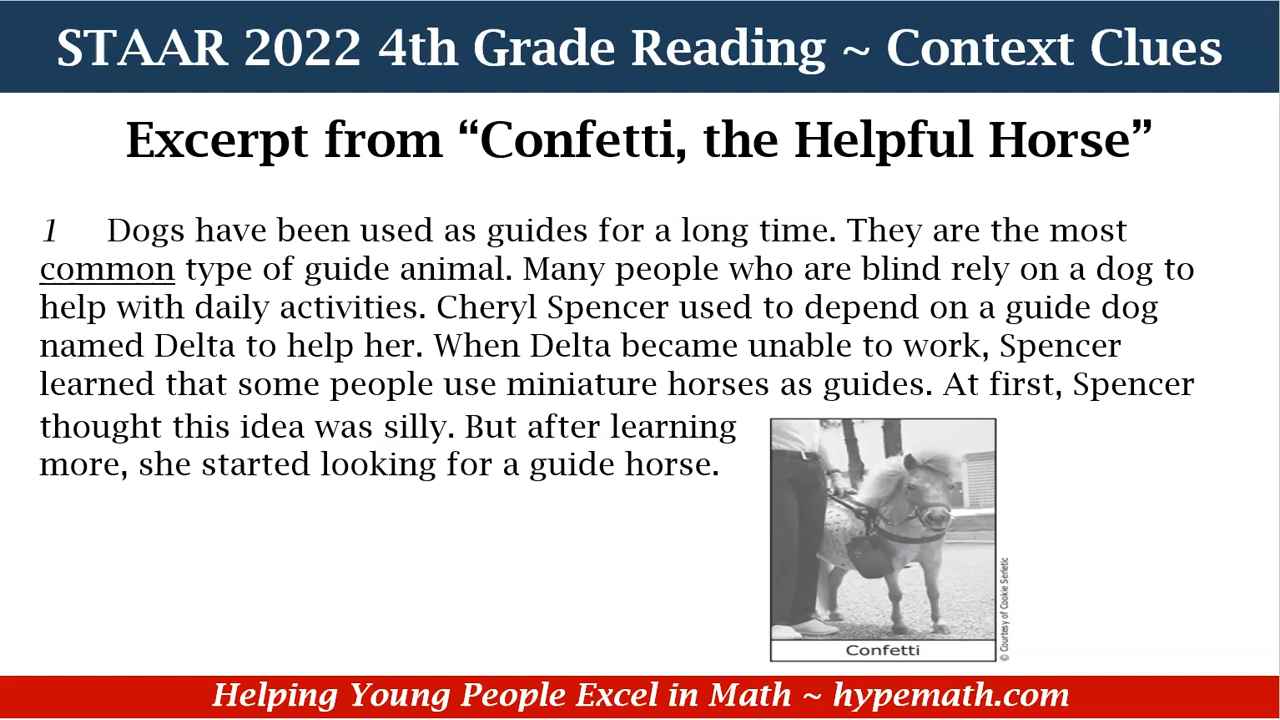 STAAR 2022 4th Grade Reading ~ Context Clues
Excerpt from “Confetti, the Helpful Horse”
1 Dogs have been used as guides for a long time. They are the most
common type of guide animal. Many people who are blind rely on a dog to
help with daily activities. Cheryl Spencer used to depend on a guide dog
named Delta to help her. When Delta became unable to work, Spencer
learned that some people use miniature horses as guides. At first, Spencer
thought this idea was silly. But after learning
more, she started looking for a guide horse.
Confetti
© Courtesy of Cookie Serletic
Helping Young People Excel in Math ~ hypemath.com